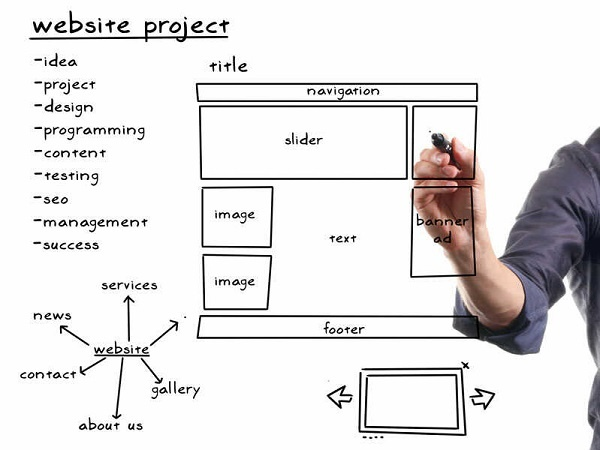 website project
-idea
-project
-design
-programming
-content
-testing
-seo
-management
-success
title
navigation
slider
image
text
banner
ad
image
footer
services
news
website
contact
gallery
about us
x